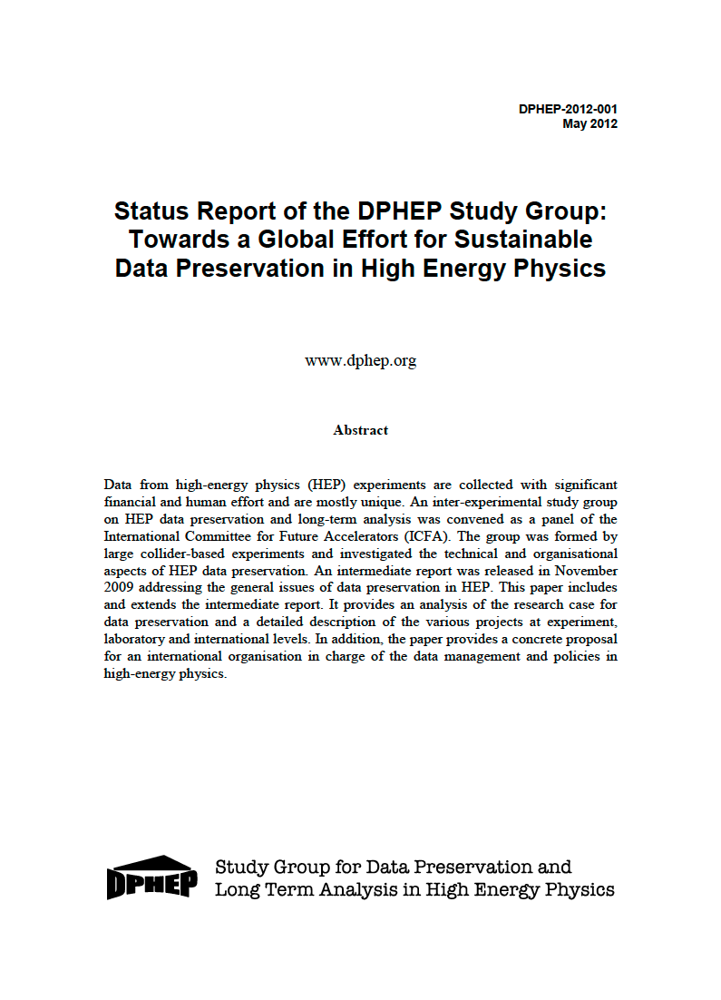 DPHEP-2012-001
May 2012
Status Report of the DPHEP Study Group:
Towards a Global Effort for Sustainable
Data Preservation in High Energy Physics
www.dphep.org
Abstract
Data from high-energy physics (HEP) experiments are collected with significant
financial and human effort and are mostly unique. An inter-experimental study group
on HEP data preservation and long-term analysis was convened as a panel of the
International Committee for Future Accelerators (ICFA). The group was formed by
large collider-based experiments and investigated the technical and organisational
aspects of HEP data preservation. An intermediate report was released in November
2009 addressing the general issues of data preservation in HEP. This paper includes
and extends the intermediate report. It provides an analysis of the research case for
data preservation and a detailed description of the various projects at experiment,
laboratory and international levels. In addition, the paper provides a concrete proposal
for an international organisation in charge of the data management and policies in
high-energy physics.
DPHEP
Study Group for Data Preservation and
Long Term Analysis in High Energy Physics